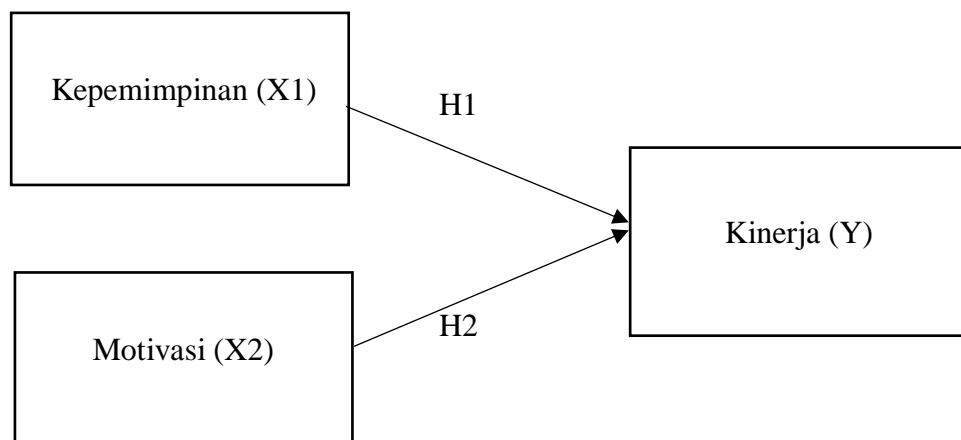 Kepemimpinan (X1)
H1
Kinerja (Y)
H2
Motivasi (X2)